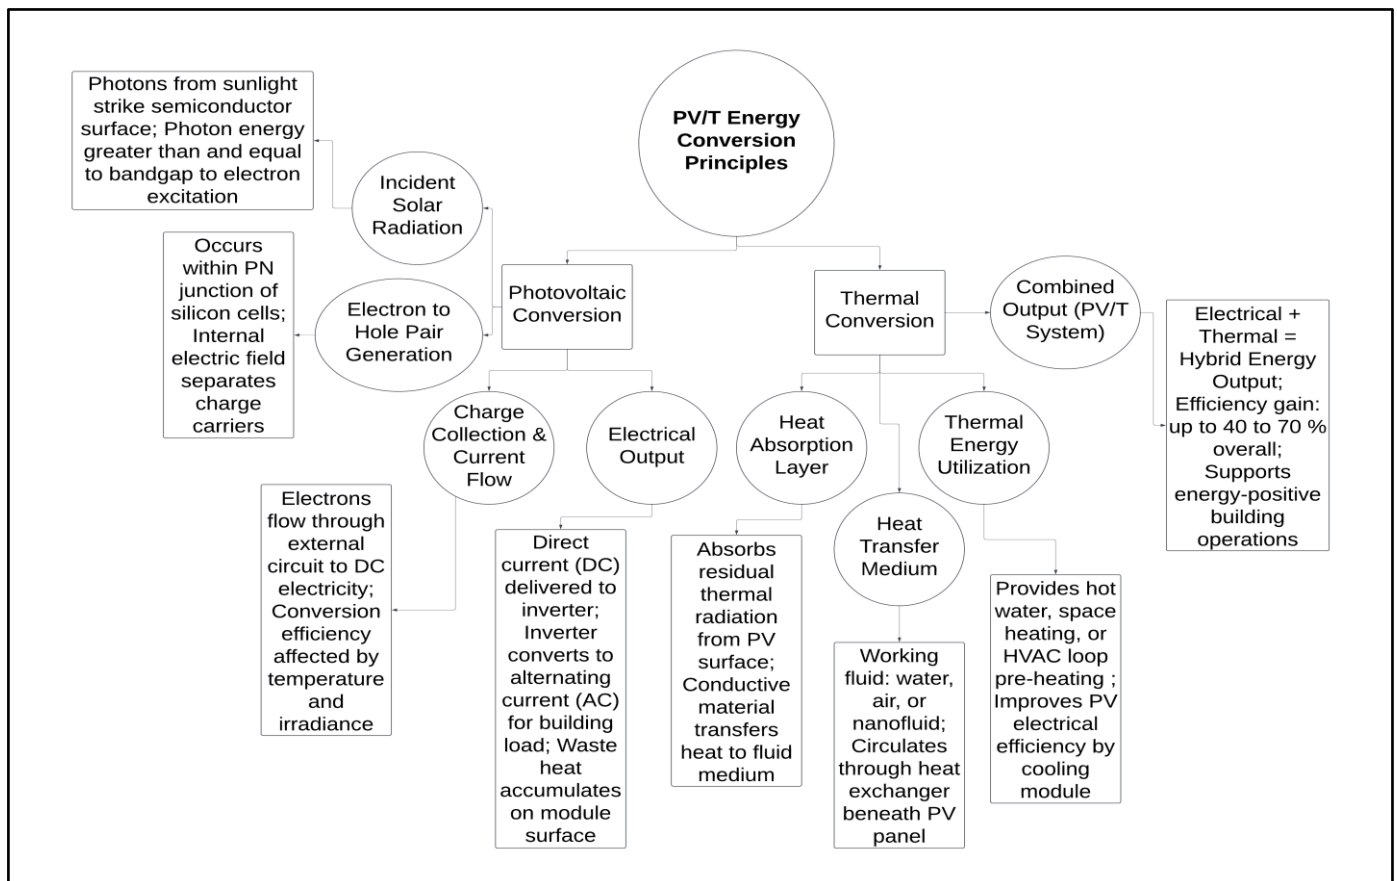 PV/T Energy
Conversion
Principles
Photons from sunlight
strike semiconductor
surface; Photon energy
greater than and equal
to bandgap to electron
excitation
Incident
Solar
Radiation
Occurs
within PN
junction of
silicon cells;
Internal
electric field
separates
charge
carriers
Electron to
Hole Pair
Generation
Photovoltaic
Conversion
Thermal
Conversion
Combined
Output (PV/T
System)
Electrical +
Thermal =
Hybrid Energy
Output;
Efficiency gain:
up to 40 to 70 %
overall;
Supports
energy-positive
building
operations
Charge
Collection &
Current
Flow
Electrical
Output
Heat
Absorption
Layer
Thermal
Energy
Utilization
Heat
Transfer
Medium
Electrons
flow through
external
circuit to DC
electricity;
Conversion
efficiency
affected by
temperature
and
irradiance
Direct
current (DC)
delivered to
inverter;
Inverter
converts to
alternating
current (AC)
for building
load; Waste
heat
accumulates
on module
surface
Absorbs
residual
thermal
radiation
from PV
surface;
Conductive
material
transfers
heat to fluid
medium
Working
fluid: water,
air, or
nanofluid;
Circulates
through heat
exchanger
beneath PV
panel
Provides hot
water, space
heating, or
HVAC loop
pre-heating ;
Improves PV
electrical
efficiency by
cooling
module